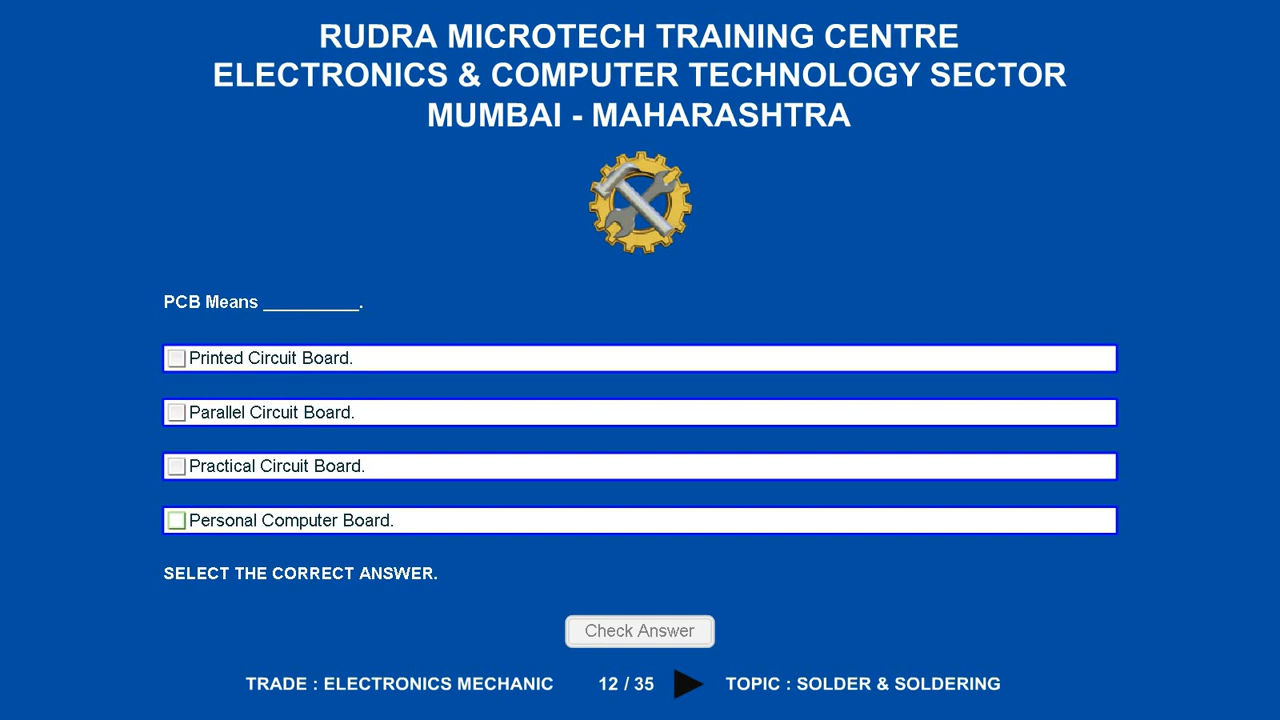 RUDRA MICROTECH TRAINING CENTRE
ELECTRONICS & COMPUTER TECHNOLOGY SECTOR
MUMBAI - MAHARASHTRA
PCB Means __________.
Printed Circuit Board.
Parallel Circuit Board.
Practical Circuit Board.
Personal Computer Board.
SELECT THE CORRECT ANSWER.
Check Answer
TRADE : ELECTRONICS MECHANIC 12 / 35 TOPIC : SOLDER & SOLDERING